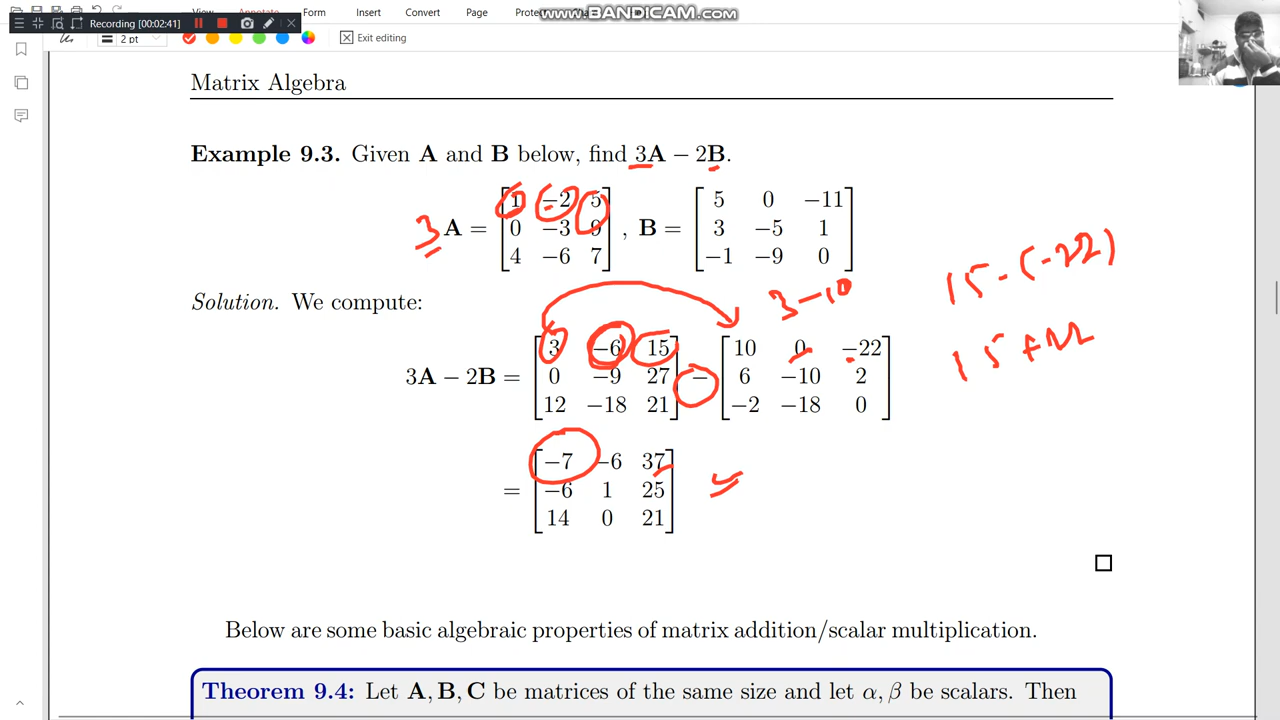 www.BANDICAM.com
View Annotate Form Insert Convert Page
Recording [00:02:41]
2 pt Exit editing
Matrix Algebra
Example 9.3. Given A and B below, find 3A − 2B.
3 A = [1 −2 5
0 −3 9
4 −6 7] , B = [5 0 −11
3 −5 1
−1 −9 0]
15-(-22)
Solution. We compute:
3-10
15+22
3A − 2B = [3 −6 15
0 −9 27
12 −18 21] − [10 0 −22
6 −10 2
−2 −18 0]
= [−7 −6 37
−6 1 25
14 0 21]
□
Below are some basic algebraic properties of matrix addition/scalar multiplication.
Theorem 9.4: Let A, B, C be matrices of the same size and let α, β be scalars. Then